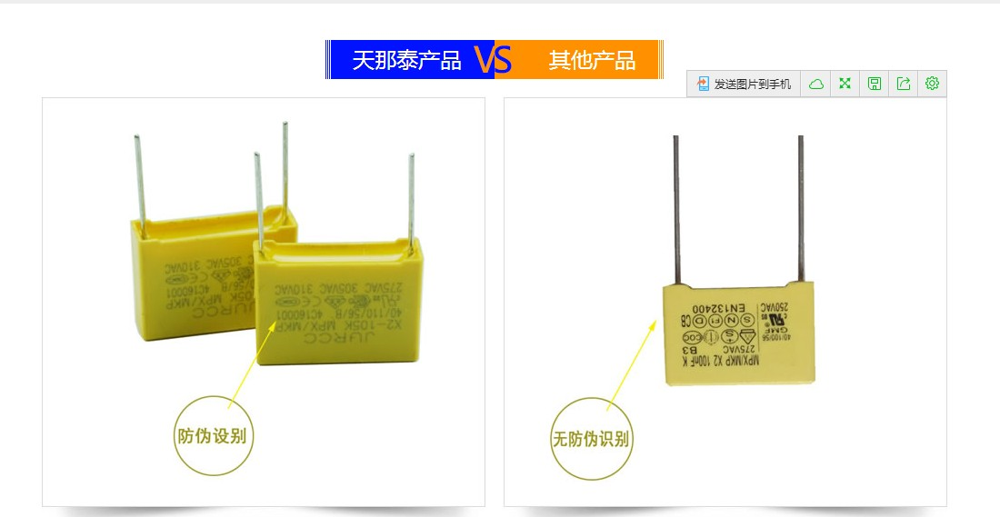 天那泰产品 VS 其他产品
发送图片到手机
275VAC 305VAC 310VAC
40/110/56/B 4C160001
X2-105K MPX/MKP
JURCC
防伪设别
MPX/MKP X2 100nF K
275VAC B3
40/100/56
GMF
250VAC
EN132400
无防伪识别